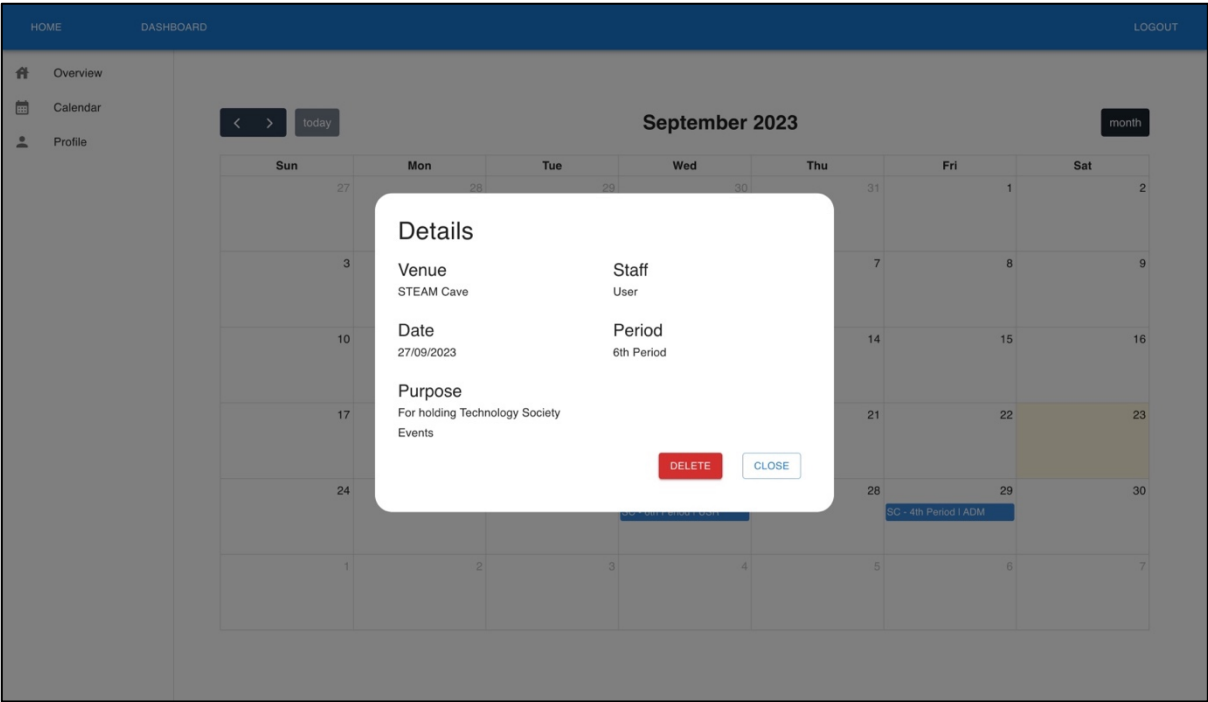 HOME DASHBOARD LOGOUT
Overview
Calendar
Profile
today September 2023 month
Sun Mon Tue Wed Thu Fri Sat
27 28 29 30 31 1 2
Details
Venue Staff
STEAM Cave User
3 7 8 9
Date Period
27/09/2023 6th Period
10 14 15 16
Purpose
For holding Technology Society
Events
17 21 22 23
DELETE CLOSE
24 28 29 30
SC - 4th Period I ADM
1 2 3 4 5 6 7